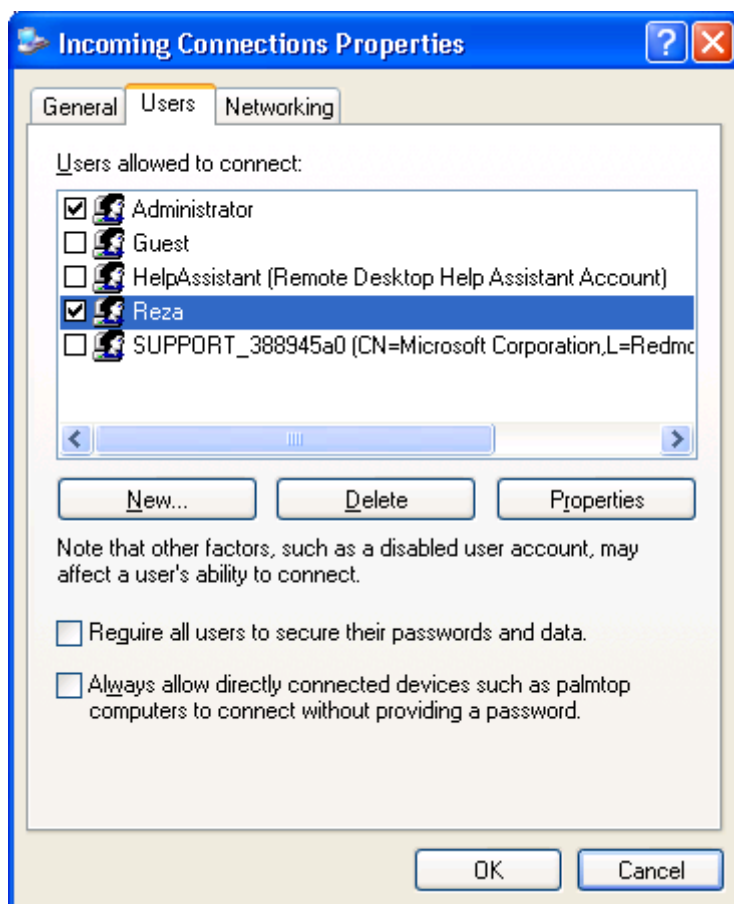 Incoming Connections Properties
General Users Networking
Users allowed to connect:
Administrator
Guest
HelpAssistant (Remote Desktop Help Assistant Account)
Reza
SUPPORT_388945a0 (CN=Microsoft Corporation,L=Redmo
New... Delete Properties
Note that other factors, such as a disabled user account, may
affect a user's ability to connect.
Require all users to secure their passwords and data.
Always allow directly connected devices such as palmtop
computers to connect without providing a password.
OK Cancel